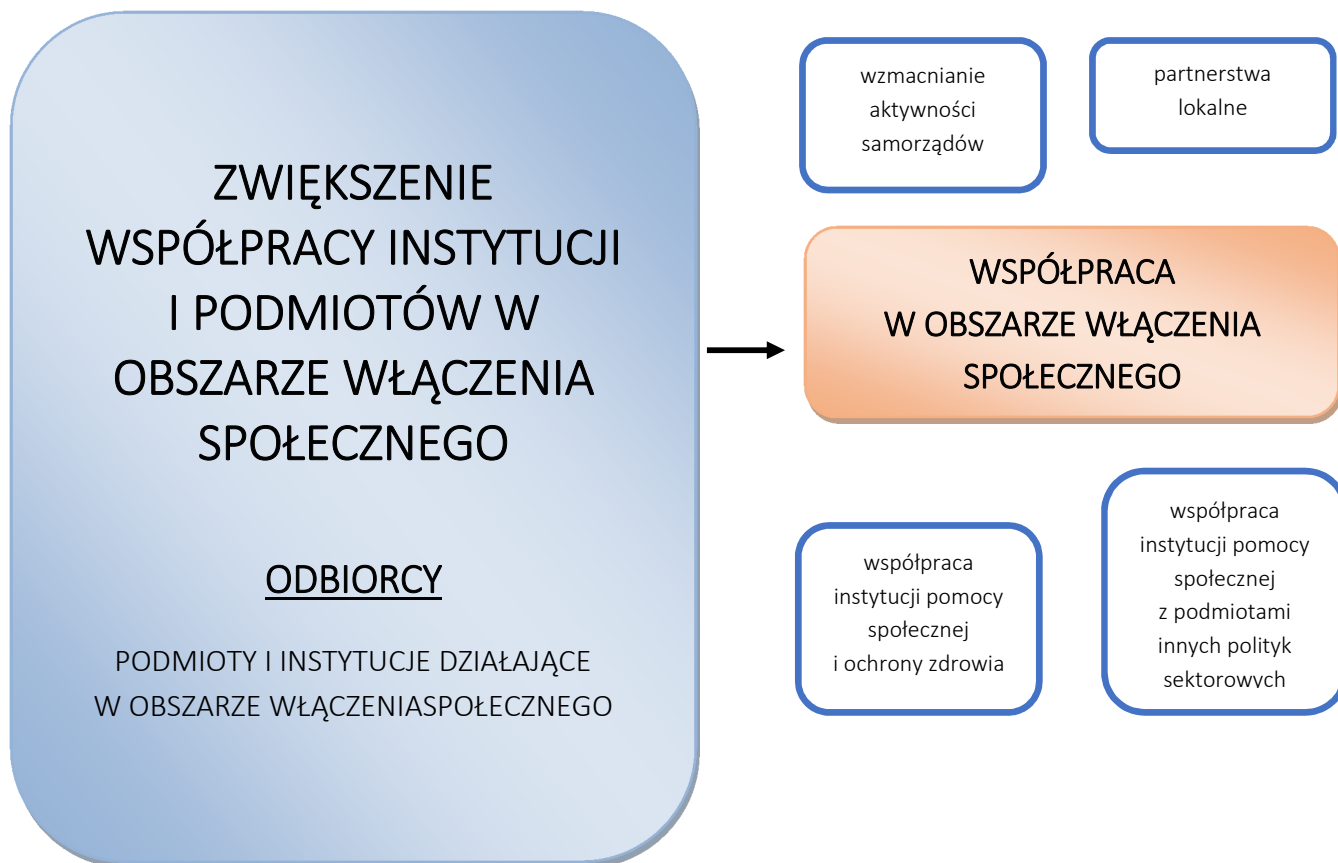 ZWIĘKSZENIE
WSPÓŁPRACY INSTYTUCJI
I PODMIOTÓW W
OBSZARZE WŁĄCZENIA
SPOŁECZNEGO
ODBIORCY
PODMIOTY I INSTYTUCJE DZIAŁAJĄCE
W OBSZARZE WŁĄCZENIASPOŁECZNEGO
wzmacnianie
aktywności
samorządów
partnerstwa
lokalne
WSPÓŁPRACA
W OBSZARZE WŁĄCZENIA
SPOŁECZNEGO
współpraca
instytucji pomocy
społecznej
i ochrony zdrowia
współpraca
instytucji pomocy
społecznej
z podmiotami
innych polityk
sektorowych